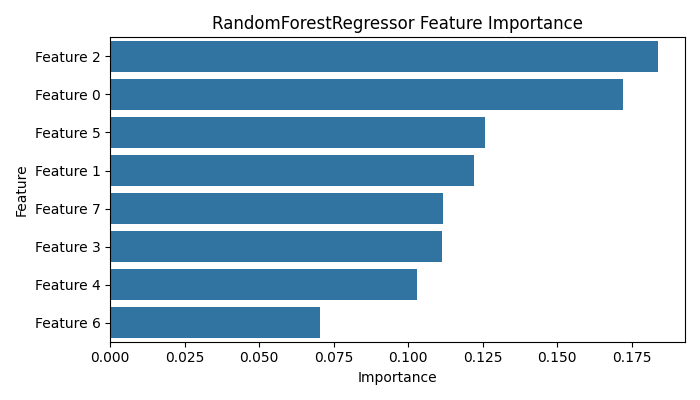 RandomForestRegressor Feature Importance
Feature 2
Feature 0
Feature 5
Feature 1
Feature 7
Feature 3
Feature 4
Feature 6
Feature
0.000 0.025 0.050 0.075 0.100 0.125 0.150 0.175
Importance